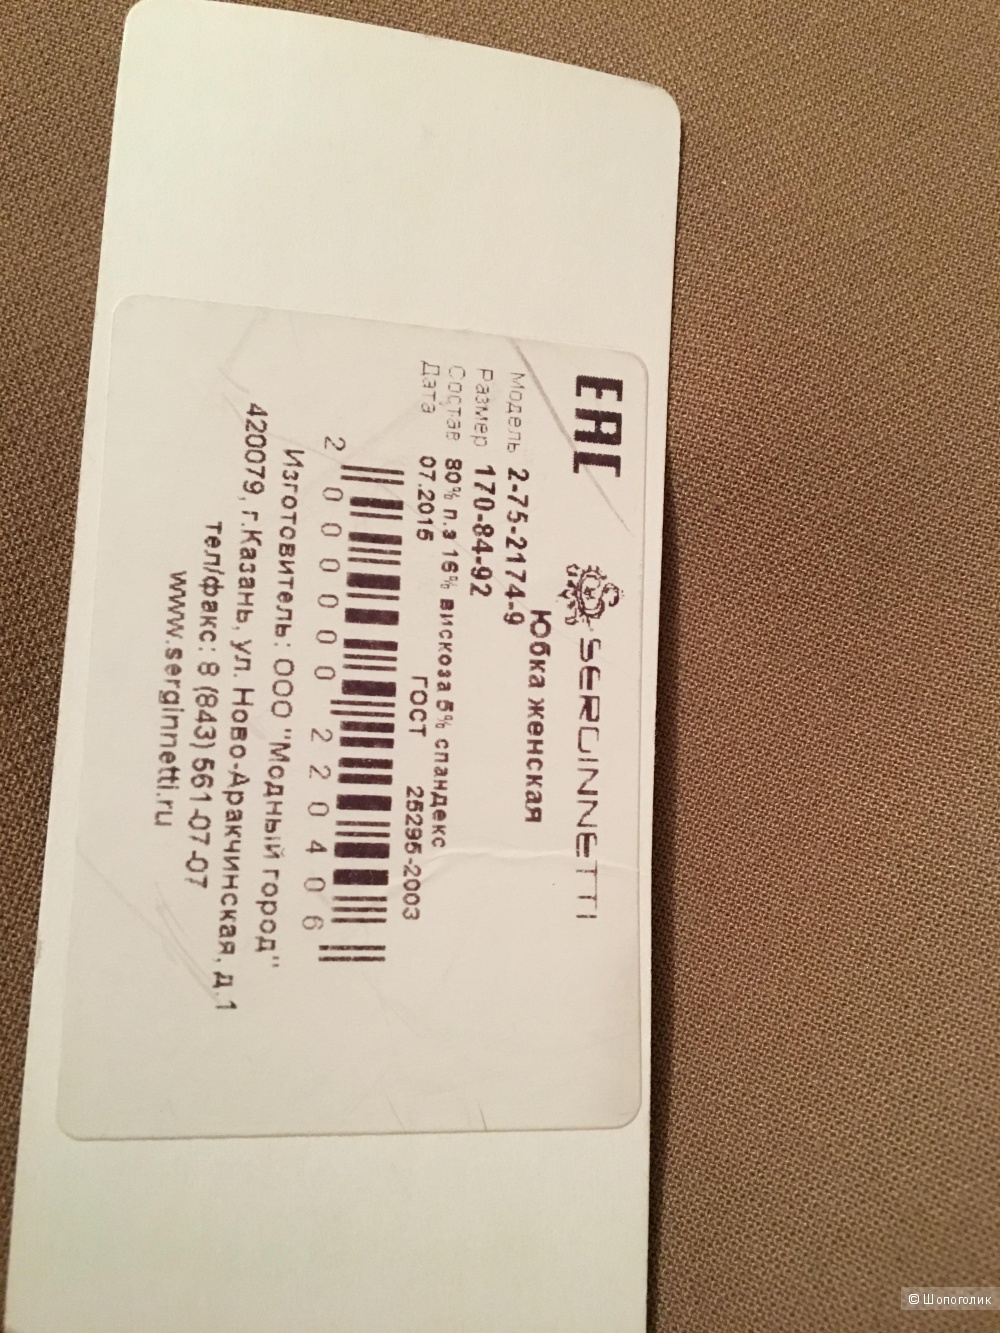 EAC
SERGINNETTI
Юбка женская
Модель 2-75-2174-9
Размер 170-84-92
Состав 80% п.э 16% вискоза 5% спандекс
Дата 07.2015 ГОСТ 25295-2003
2 000000 220406
Изготовитель: ООО "Модный город"
420079, г.Казань, ул. Ново-Аракчинская, д.1
тел/факс: 8 (843) 561-07-07
www.serginnetti.ru
© Шопоголик